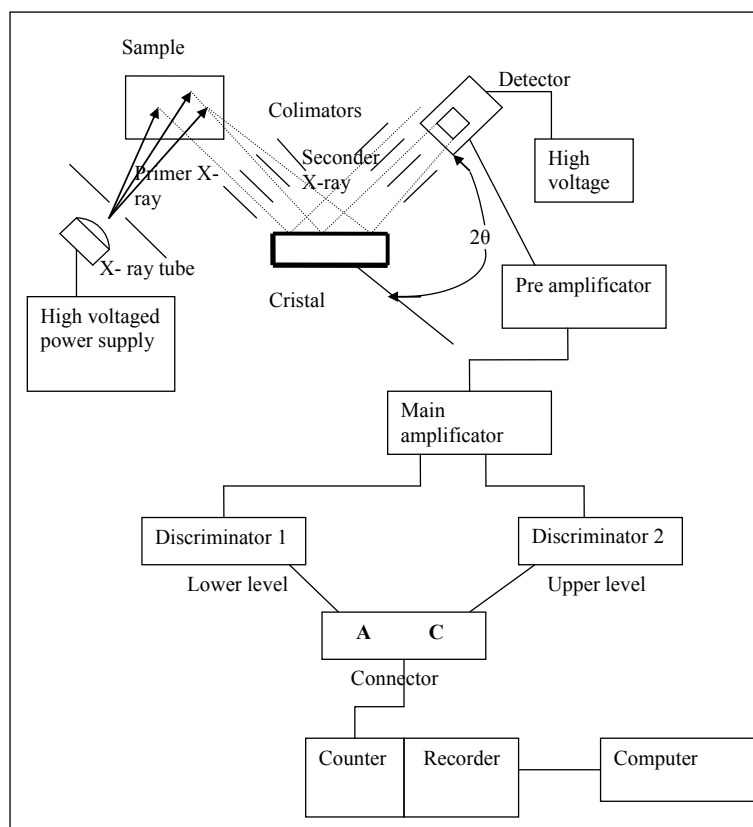 Sample
Detector
Colimators
High
voltage
Seconder
X-ray
Primer X-
ray
2θ
X- ray tube
Cristal
Pre amplificator
High voltaged
power supply
Main
amplificator
Discriminator 1
Discriminator 2
Lower level
Upper level
A C
Connector
Counter
Recorder
Computer